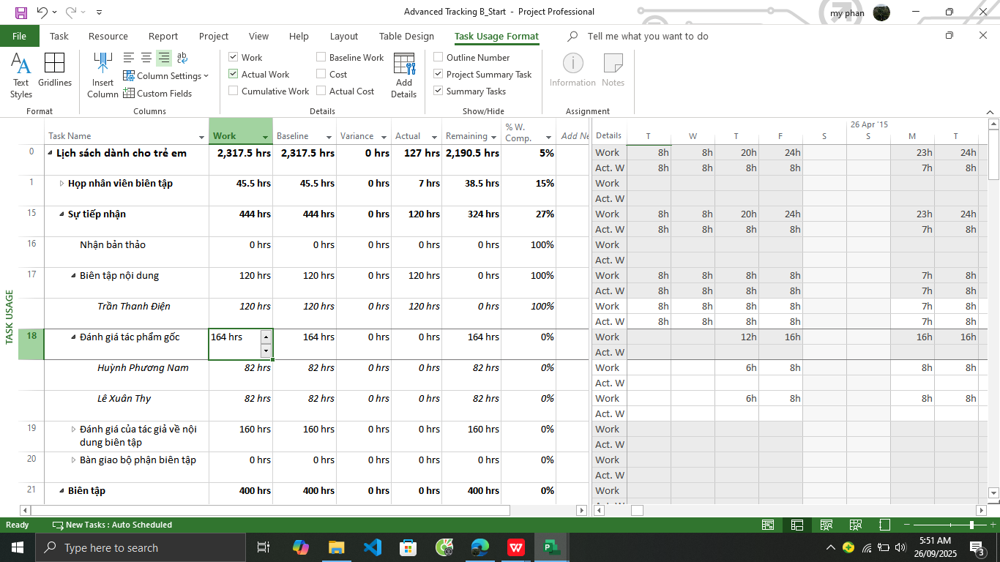 Advanced Tracking B_Start - Project Professional
my phan
File Task Resource Report Project View Help Layout Table Design Task Usage Format Tell me what you want to do
Text Styles
Gridlines
Format
Insert Column
ab
Column Settings
Custom Fields
Columns
Work
Actual Work
Cumulative Work
Baseline Work
Cost
Actual Cost
Add Details
Details
Outline Number
Project Summary Task
Summary Tasks
Show/Hide
Information
Notes
Assignment
TASK USAGE
26 Apr '15
Task Name Work Baseline Variance Actual Remaining % W. Comp. Add Ne Details T W T F S S M T
0 Lịch sách dành cho trẻ em 2,317.5 hrs 2,317.5 hrs 0 hrs 127 hrs 2,190.5 hrs 5% Work 8h 8h 20h 24h 23h 24h
Act. W 8h 8h 8h 8h 7h 8h
1 Họp nhân viên biên tập 45.5 hrs 45.5 hrs 0 hrs 7 hrs 38.5 hrs 15% Work
Act. W
15 Sự tiếp nhận 444 hrs 444 hrs 0 hrs 120 hrs 324 hrs 27% Work 8h 8h 20h 24h 23h 24h
Act. W 8h 8h 8h 8h 7h 8h
16 Nhận bản thảo 0 hrs 0 hrs 0 hrs 0 hrs 0 hrs 100% Work
Act. W
17 Biên tập nội dung 120 hrs 120 hrs 0 hrs 120 hrs 0 hrs 100% Work 8h 8h 8h 8h 7h 8h
Act. W 8h 8h 8h 8h 7h 8h
Trần Thanh Điện 120 hrs 120 hrs 0 hrs 120 hrs 0 hrs 100% Work 8h 8h 8h 8h 7h 8h
Act. W 8h 8h 8h 8h 7h 8h
18 Đánh giá tác phẩm gốc 164 hrs 164 hrs 0 hrs 0 hrs 164 hrs 0% Work 12h 16h 16h 16h
Act. W
Huỳnh Phương Nam 82 hrs 82 hrs 0 hrs 0 hrs 82 hrs 0% Work 6h 8h 8h 8h
Act. W
Lê Xuân Thy 82 hrs 82 hrs 0 hrs 0 hrs 82 hrs 0% Work 6h 8h 8h 8h
Act. W
19 Đánh giá của tác giả về nội 160 hrs 160 hrs 0 hrs 0 hrs 160 hrs 0% Work
dung biên tập Act. W
20 Bàn giao bộ phận biên tập 0 hrs 0 hrs 0 hrs 0 hrs 0 hrs 0% Work
Act. W
21 Biên tập 400 hrs 400 hrs 0 hrs 0 hrs 400 hrs 0% Work
Act. W
Ready New Tasks : Auto Scheduled
Type here to search
5:51 AM
26/09/2025
3